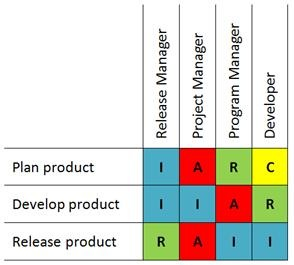 Release Manager
Project Manager
Program Manager
Developer
Plan product I A R C
Develop product I I A R
Release product R A I I